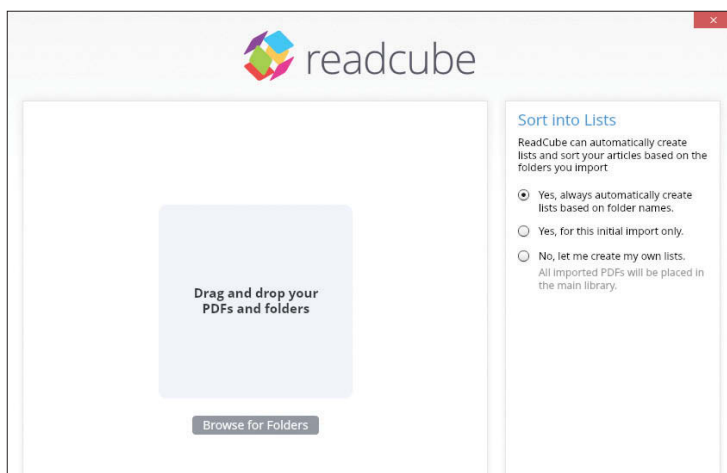 readcube
Drag and drop your
PDFs and folders
Browse for Folders
Sort into Lists
ReadCube can automatically create
lists and sort your articles based on the
folders you import
Yes, always automatically create
lists based on folder names.
Yes, for this initial import only.
No, let me create my own lists.
All imported PDFs will be placed in
the main library.